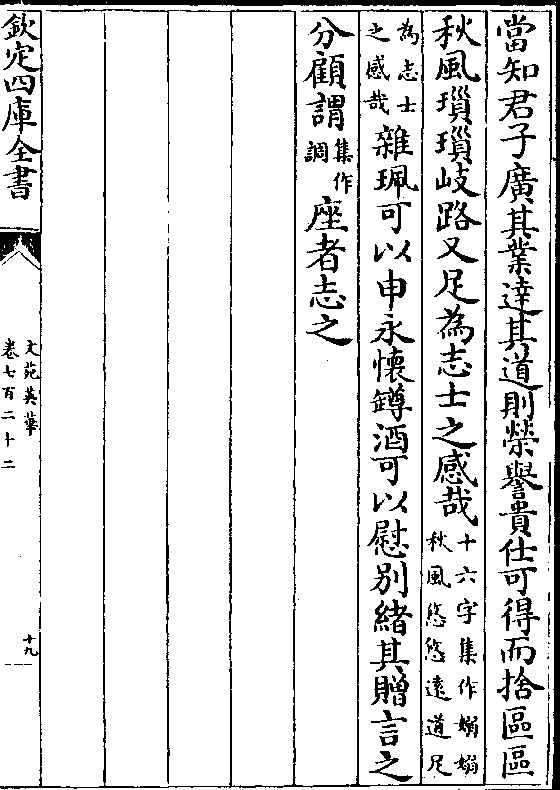 當知君子廣其業達其道則榮譽貴仕可得而捨區區
秋風瑣瑣岐路又足為志士之感哉十六字集作嫋嫋
秋風悠悠遠道足
為志士
之感哉
雜珮可以申永懷罇酒可以慰别緒其贈言之
分顧謂集作
調
座者志之
欽定四庫全書
文苑英華
卷七百二十二
十九